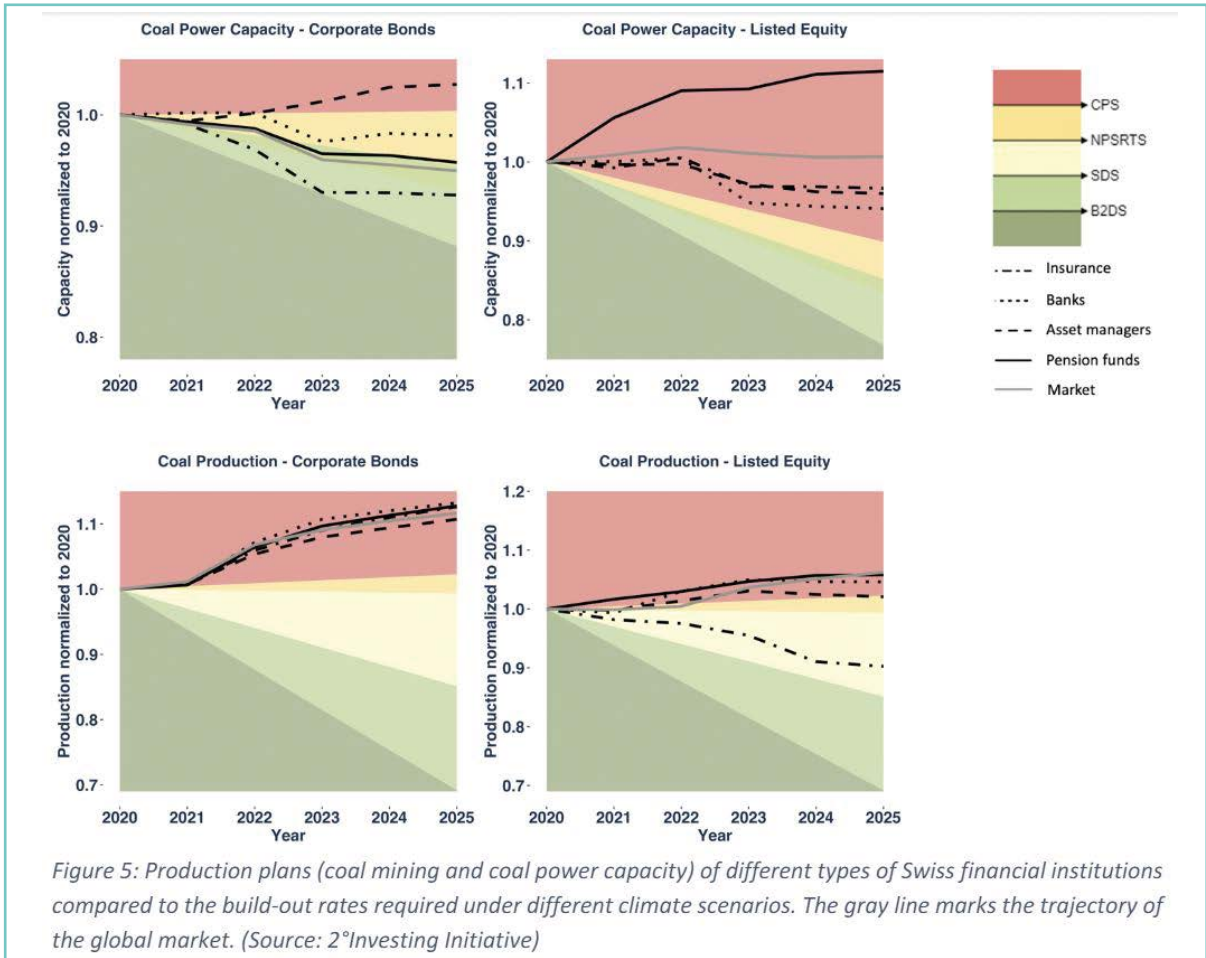 Coal Power Capacity - Corporate Bonds
Capacity normalized to 2020
1.0
0.9
0.8
2020 2021 2022 2023 2024 2025
Year
Coal Power Capacity - Listed Equity
Capacity normalized to 2020
1.1
1.0
0.9
0.8
2020 2021 2022 2023 2024 2025
Year
CPS
NPSRTS
SDS
B2DS
Insurance
Banks
Asset managers
Pension funds
Market
Coal Production - Corporate Bonds
Production normalized to 2020
1.1
1.0
0.9
0.8
0.7
2020 2021 2022 2023 2024 2025
Year
Coal Production - Listed Equity
Production normalized to 2020
1.2
1.1
1.0
0.9
0.8
0.7
2020 2021 2022 2023 2024 2025
Year
Figure 5: Production plans (coal mining and coal power capacity) of different types of Swiss financial institutions
compared to the build-out rates required under different climate scenarios. The gray line marks the trajectory of
the global market. (Source: 2°Investing Initiative)